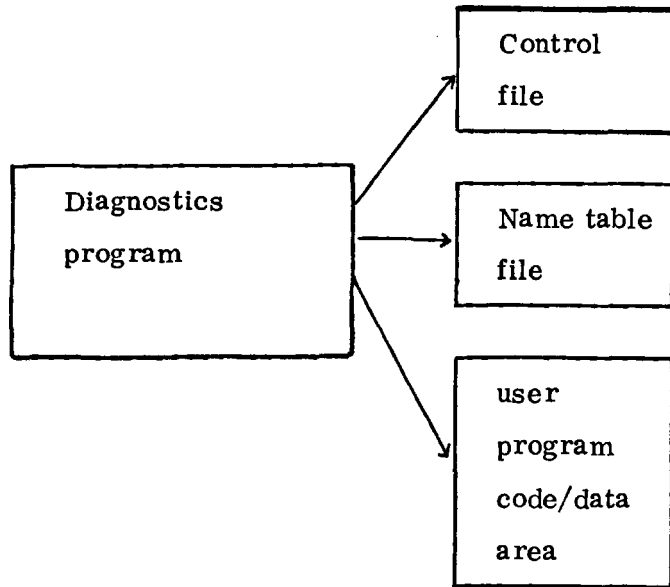 Control
file
Diagnostics
program
Name table
file
user
program
code/data
area